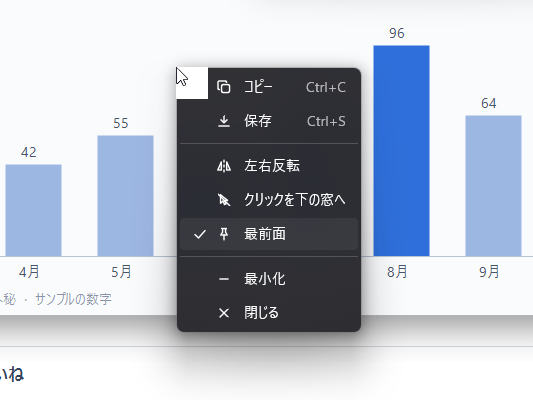 96
64
55
42
コピー Ctrl+C
保存 Ctrl+S
左右反転
クリックを下の窓へ
最前面
最小化
閉じる
4月 5月 8月 9月
秘 · サンプルの数字
いね